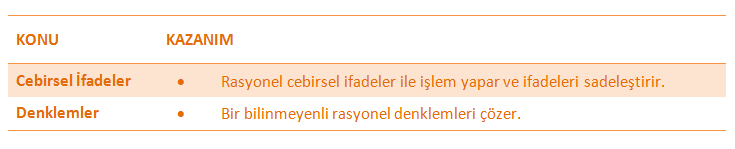 KONU KAZANIM
Cebirsel İfadeler • Rasyonel cebirsel ifadeler ile işlem yapar ve ifadeleri sadeleştirir.
Denklemler • Bir bilinmeyenli rasyonel denklemleri çözer.